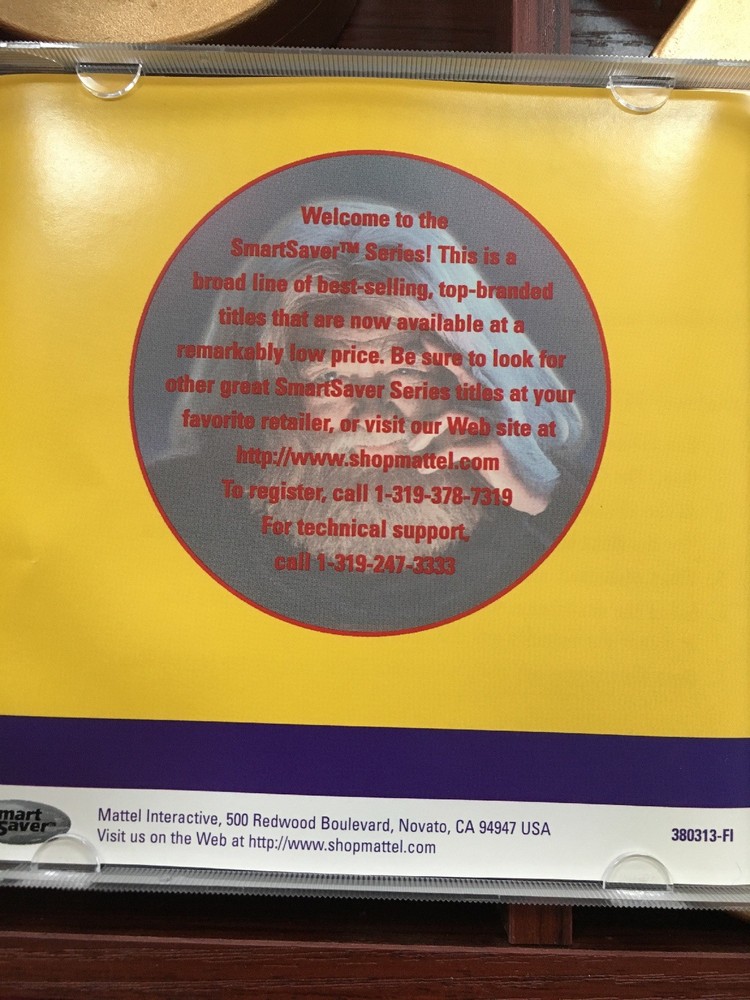 Welcome to the
SmartSaver™ Series! This is a
broad line of best-selling, top-branded
titles that are now available at a
remarkably low price. Be sure to look for
other great SmartSaver Series titles at your
favorite retailer, or visit our Web site at
http://www.shopmattel.com
To register, call 1-319-378-7319
For technical support,
call 1-319-247-3333
mart
Saver™
Mattel Interactive, 500 Redwood Boulevard, Novato, CA 94947 USA
Visit us on the Web at http://www.shopmattel.com
380313-FI